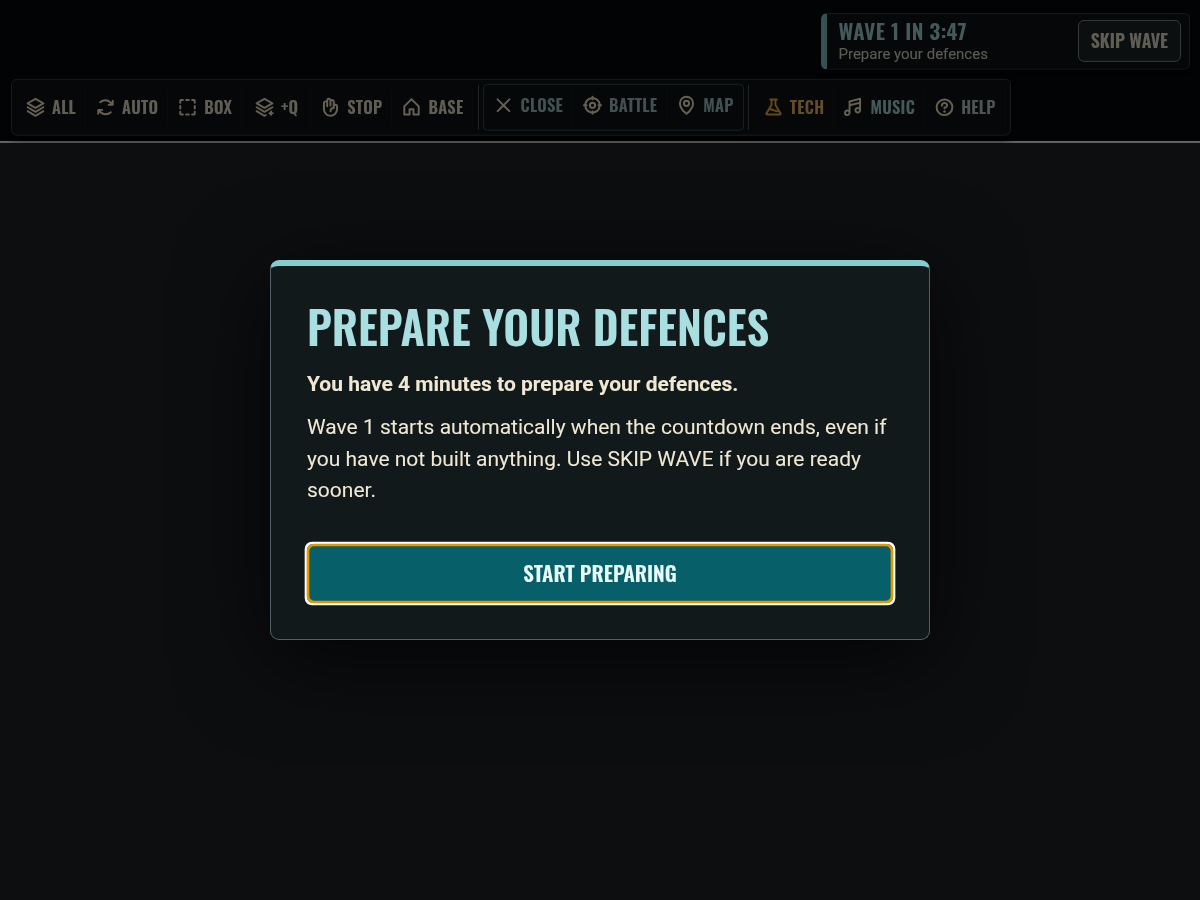 WAVE 1 IN 3:47
Prepare your defences
SKIP WAVE
ALL AUTO BOX +Q STOP BASE CLOSE BATTLE MAP TECH MUSIC HELP
PREPARE YOUR DEFENCES
You have 4 minutes to prepare your defences.
Wave 1 starts automatically when the countdown ends, even if
you have not built anything. Use SKIP WAVE if you are ready
sooner.
START PREPARING